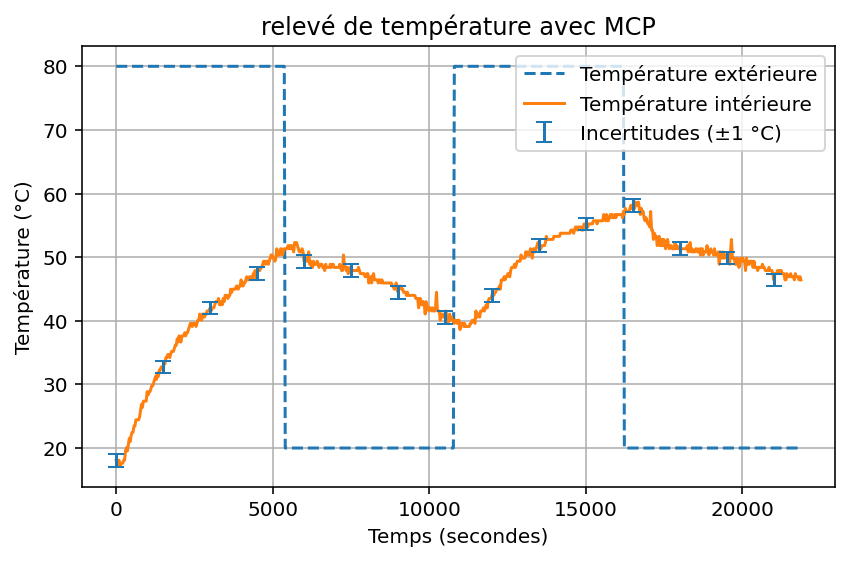 relevé de température avec MCP
Température extérieure
Température intérieure
Incertitudes (±1 °C)
Température (°C)
80
70
60
50
40
30
20
0 5000 10000 15000 20000
Temps (secondes)